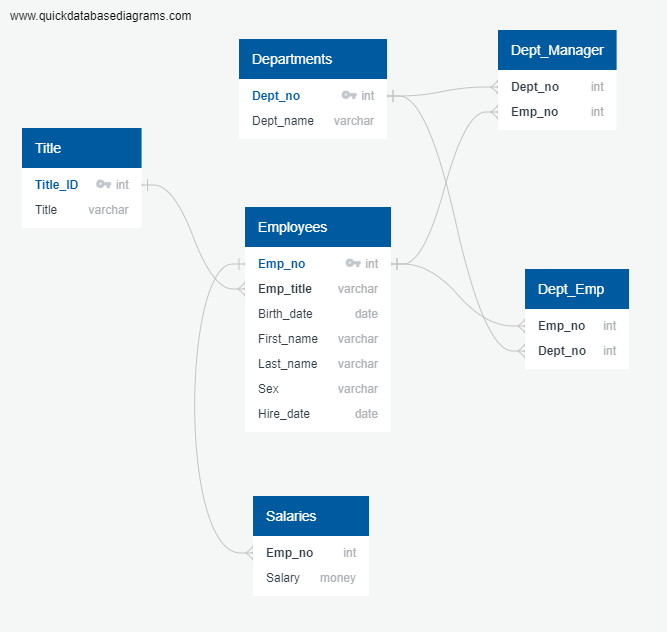 www.quickdatabasediagrams.com
Departments
Dept_no int
Dept_name varchar
Dept_Manager
Dept_no int
Emp_no int
Title
Title_ID int
Title varchar
Employees
Emp_no int
Emp_title varchar
Birth_date date
First_name varchar
Last_name varchar
Sex varchar
Hire_date date
Dept_Emp
Emp_no int
Dept_no int
Salaries
Emp_no int
Salary money